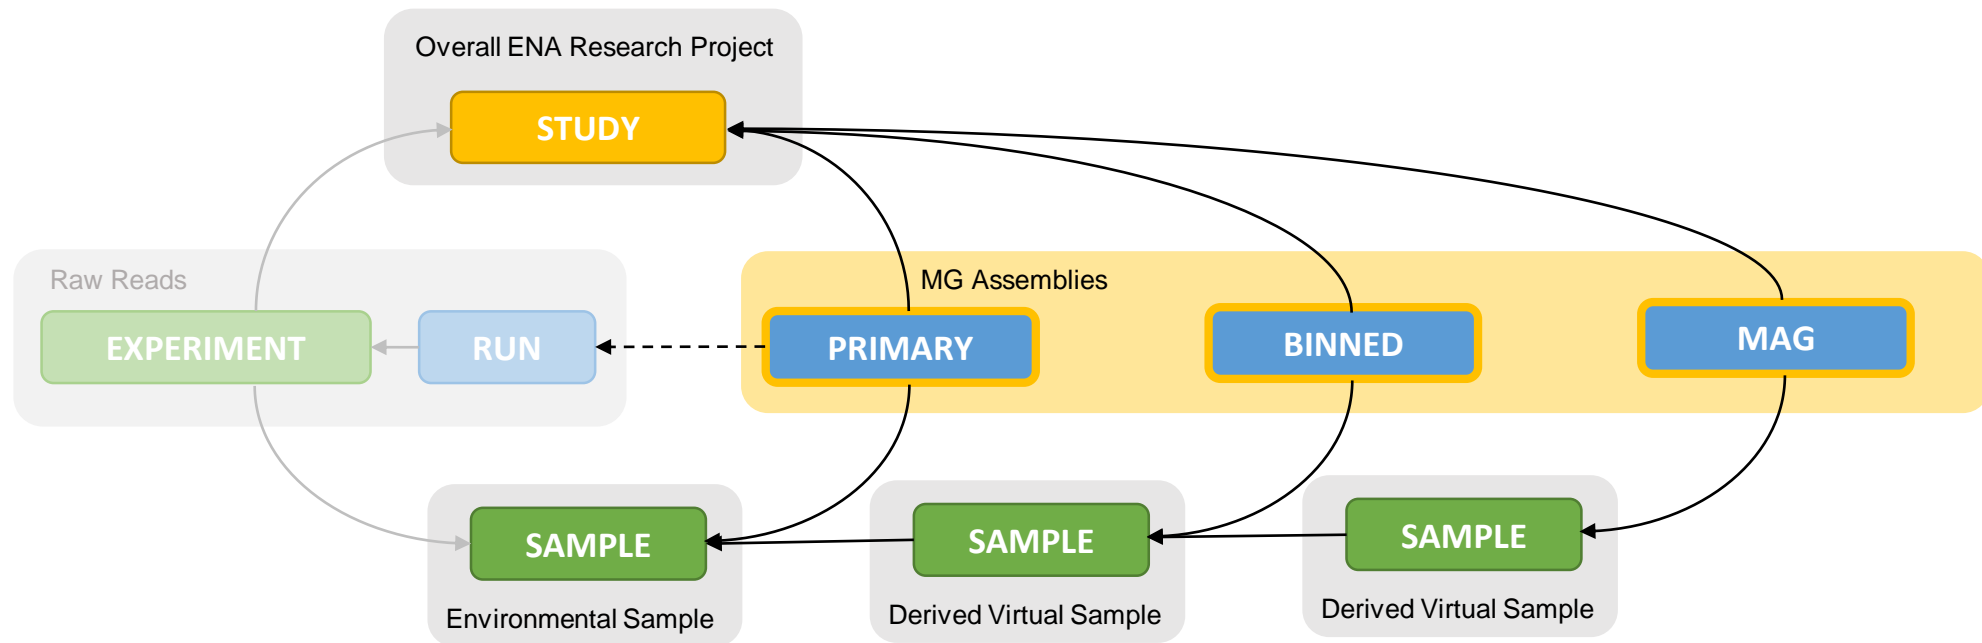 Overall ENA Research Project
STUDY
Raw Reads
MG Assemblies
EXPERIMENT
RUN
PRIMARY
BINNED
MAG
SAMPLE
SAMPLE
SAMPLE
Environmental Sample
Derived Virtual Sample
Derived Virtual Sample